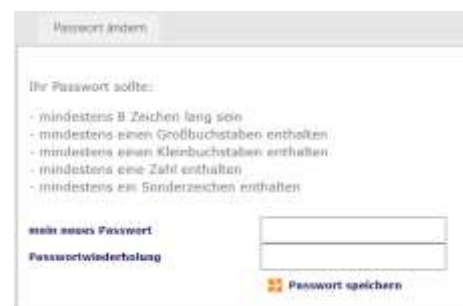 Passwort ändern
Ihr Passwort sollte:
- mindestens 8 Zeichen lang sein
- mindestens einen Großbuchstaben enthalten
- mindestens einen Kleinbuchstaben enthalten
- mindestens eine Zahl enthalten
- mindestens ein Sonderzeichen enthalten
mein neues Passwort
Passwortwiederholung
Passwort speichern